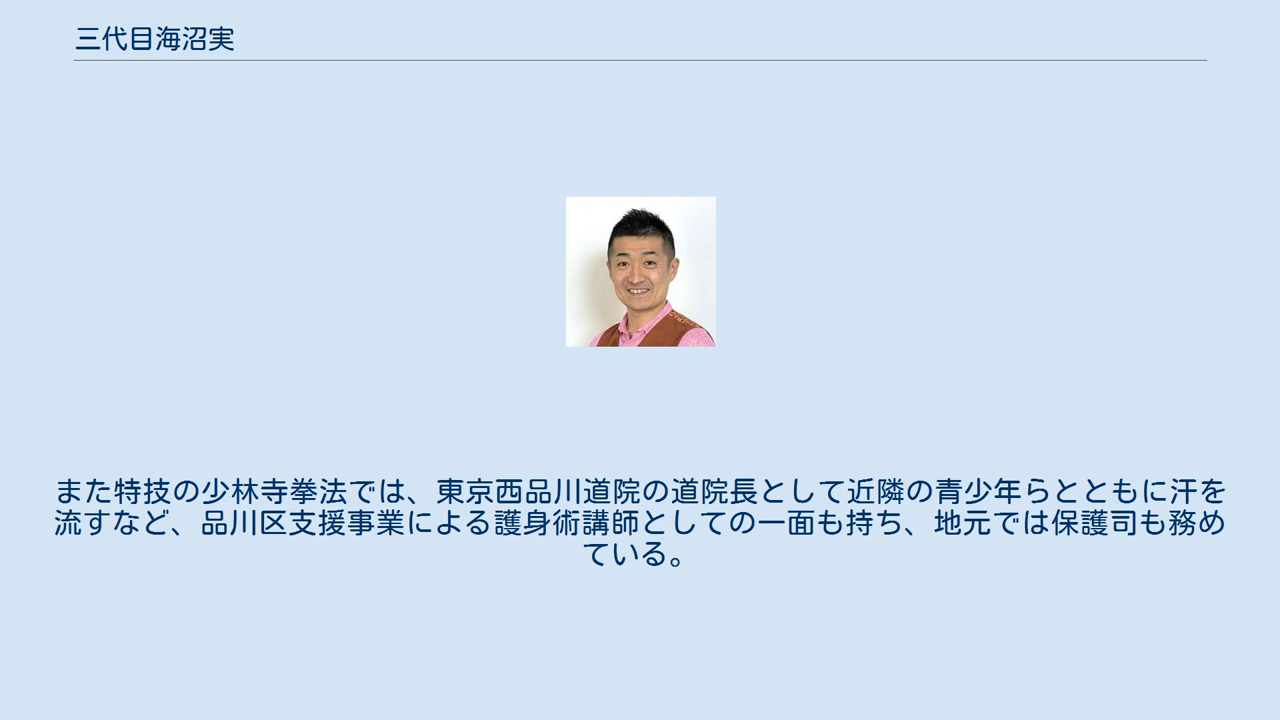 三代目海沼実
また特技の少林寺拳法では、東京西品川道院の道院長として近隣の青少年らとともに汗を
流すなど、品川区支援事業による護身術講師としての一面も持ち、地元では保護司も務め
ている。